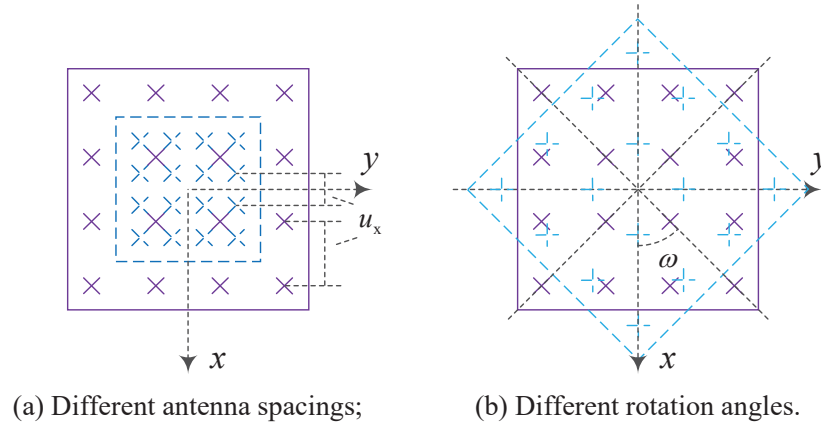 y
u_x
x
(a) Different antenna spacings;
y
ω
x
(b) Different rotation angles.